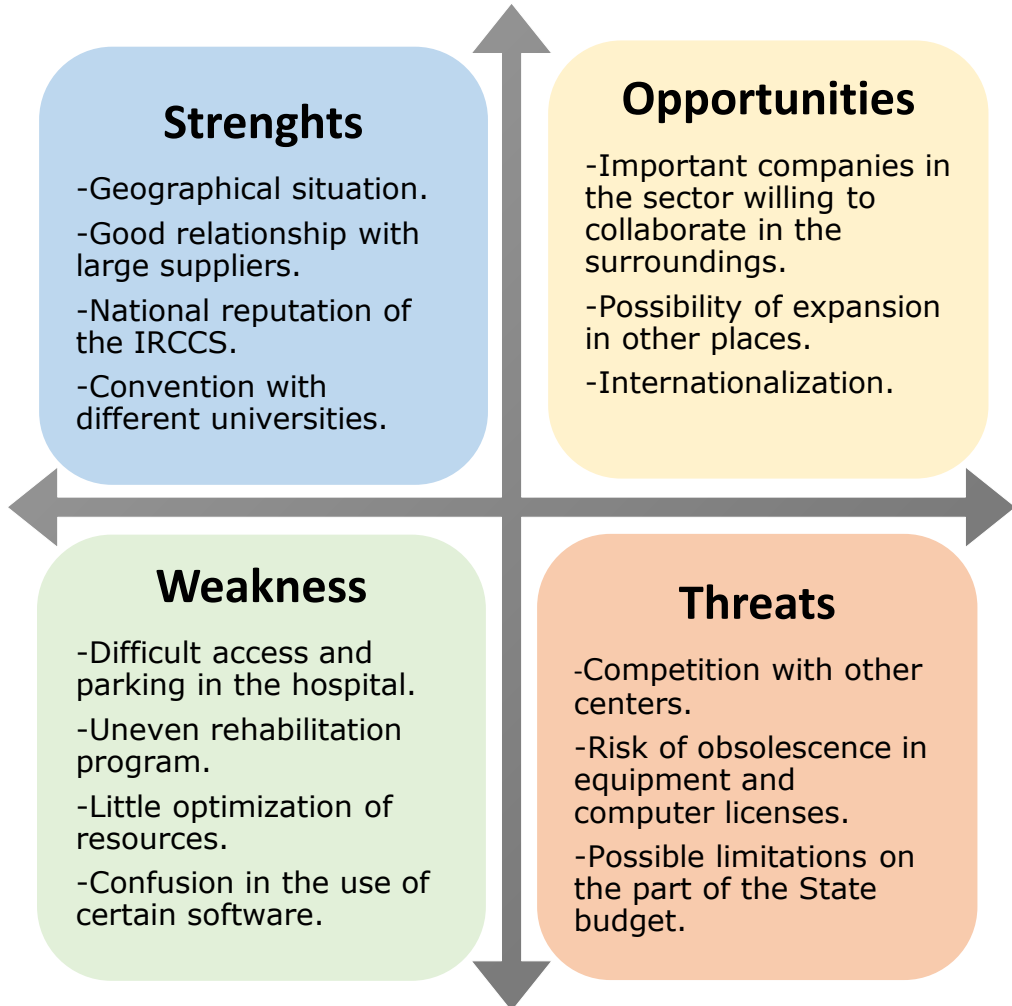 Strenghts
-Geographical situation.
-Good relationship with
large suppliers.
-National reputation of
the IRCCS.
-Convention with
different universities.
Opportunities
-Important companies in
the sector willing to
collaborate in the
surroundings.
-Possibility of expansion
in other places.
-Internationalization.
Weakness
-Difficult access and
parking in the hospital.
-Uneven rehabilitation
program.
-Little optimization of
resources.
-Confusion in the use of
certain software.
Threats
-Competition with other
centers.
-Risk of obsolescence in
equipment and
computer licenses.
-Possible limitations on
the part of the State
budget.